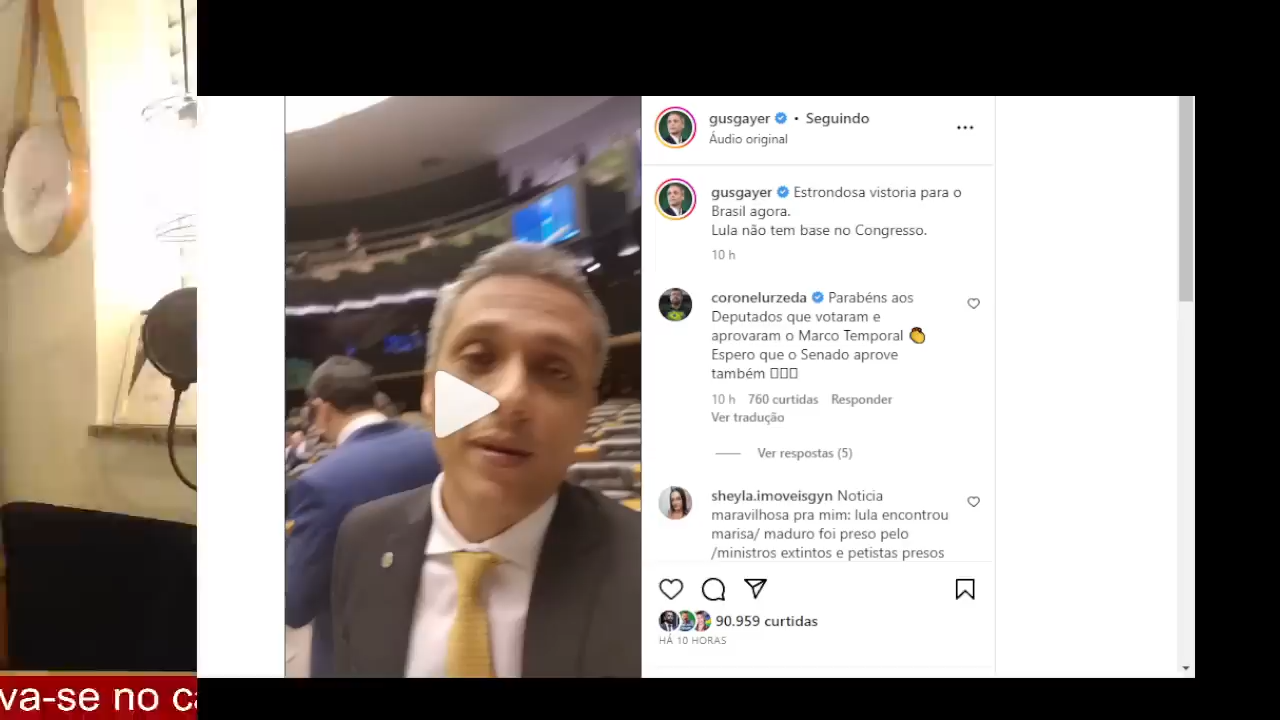 gusgayer • Seguindo
Áudio original
gusgayer Estrondosa vistoria para o
Brasil agora.
Lula não tem base no Congresso.
10 h
coronelurzeda Parabéns aos
Deputados que votaram e
aprovaram o Marco Temporal 👏
Espero que o Senado aprove
também
10 h 760 curtidas Responder
Ver tradução
Ver respostas (5)
sheyla.imoveisgyn Noticia
maravilhosa pra mim: lula encontrou
marisa/ maduro foi preso pelo
/ministros extintos e petistas presos
90.959 curtidas
HÁ 10 HORAS
va-se no ca